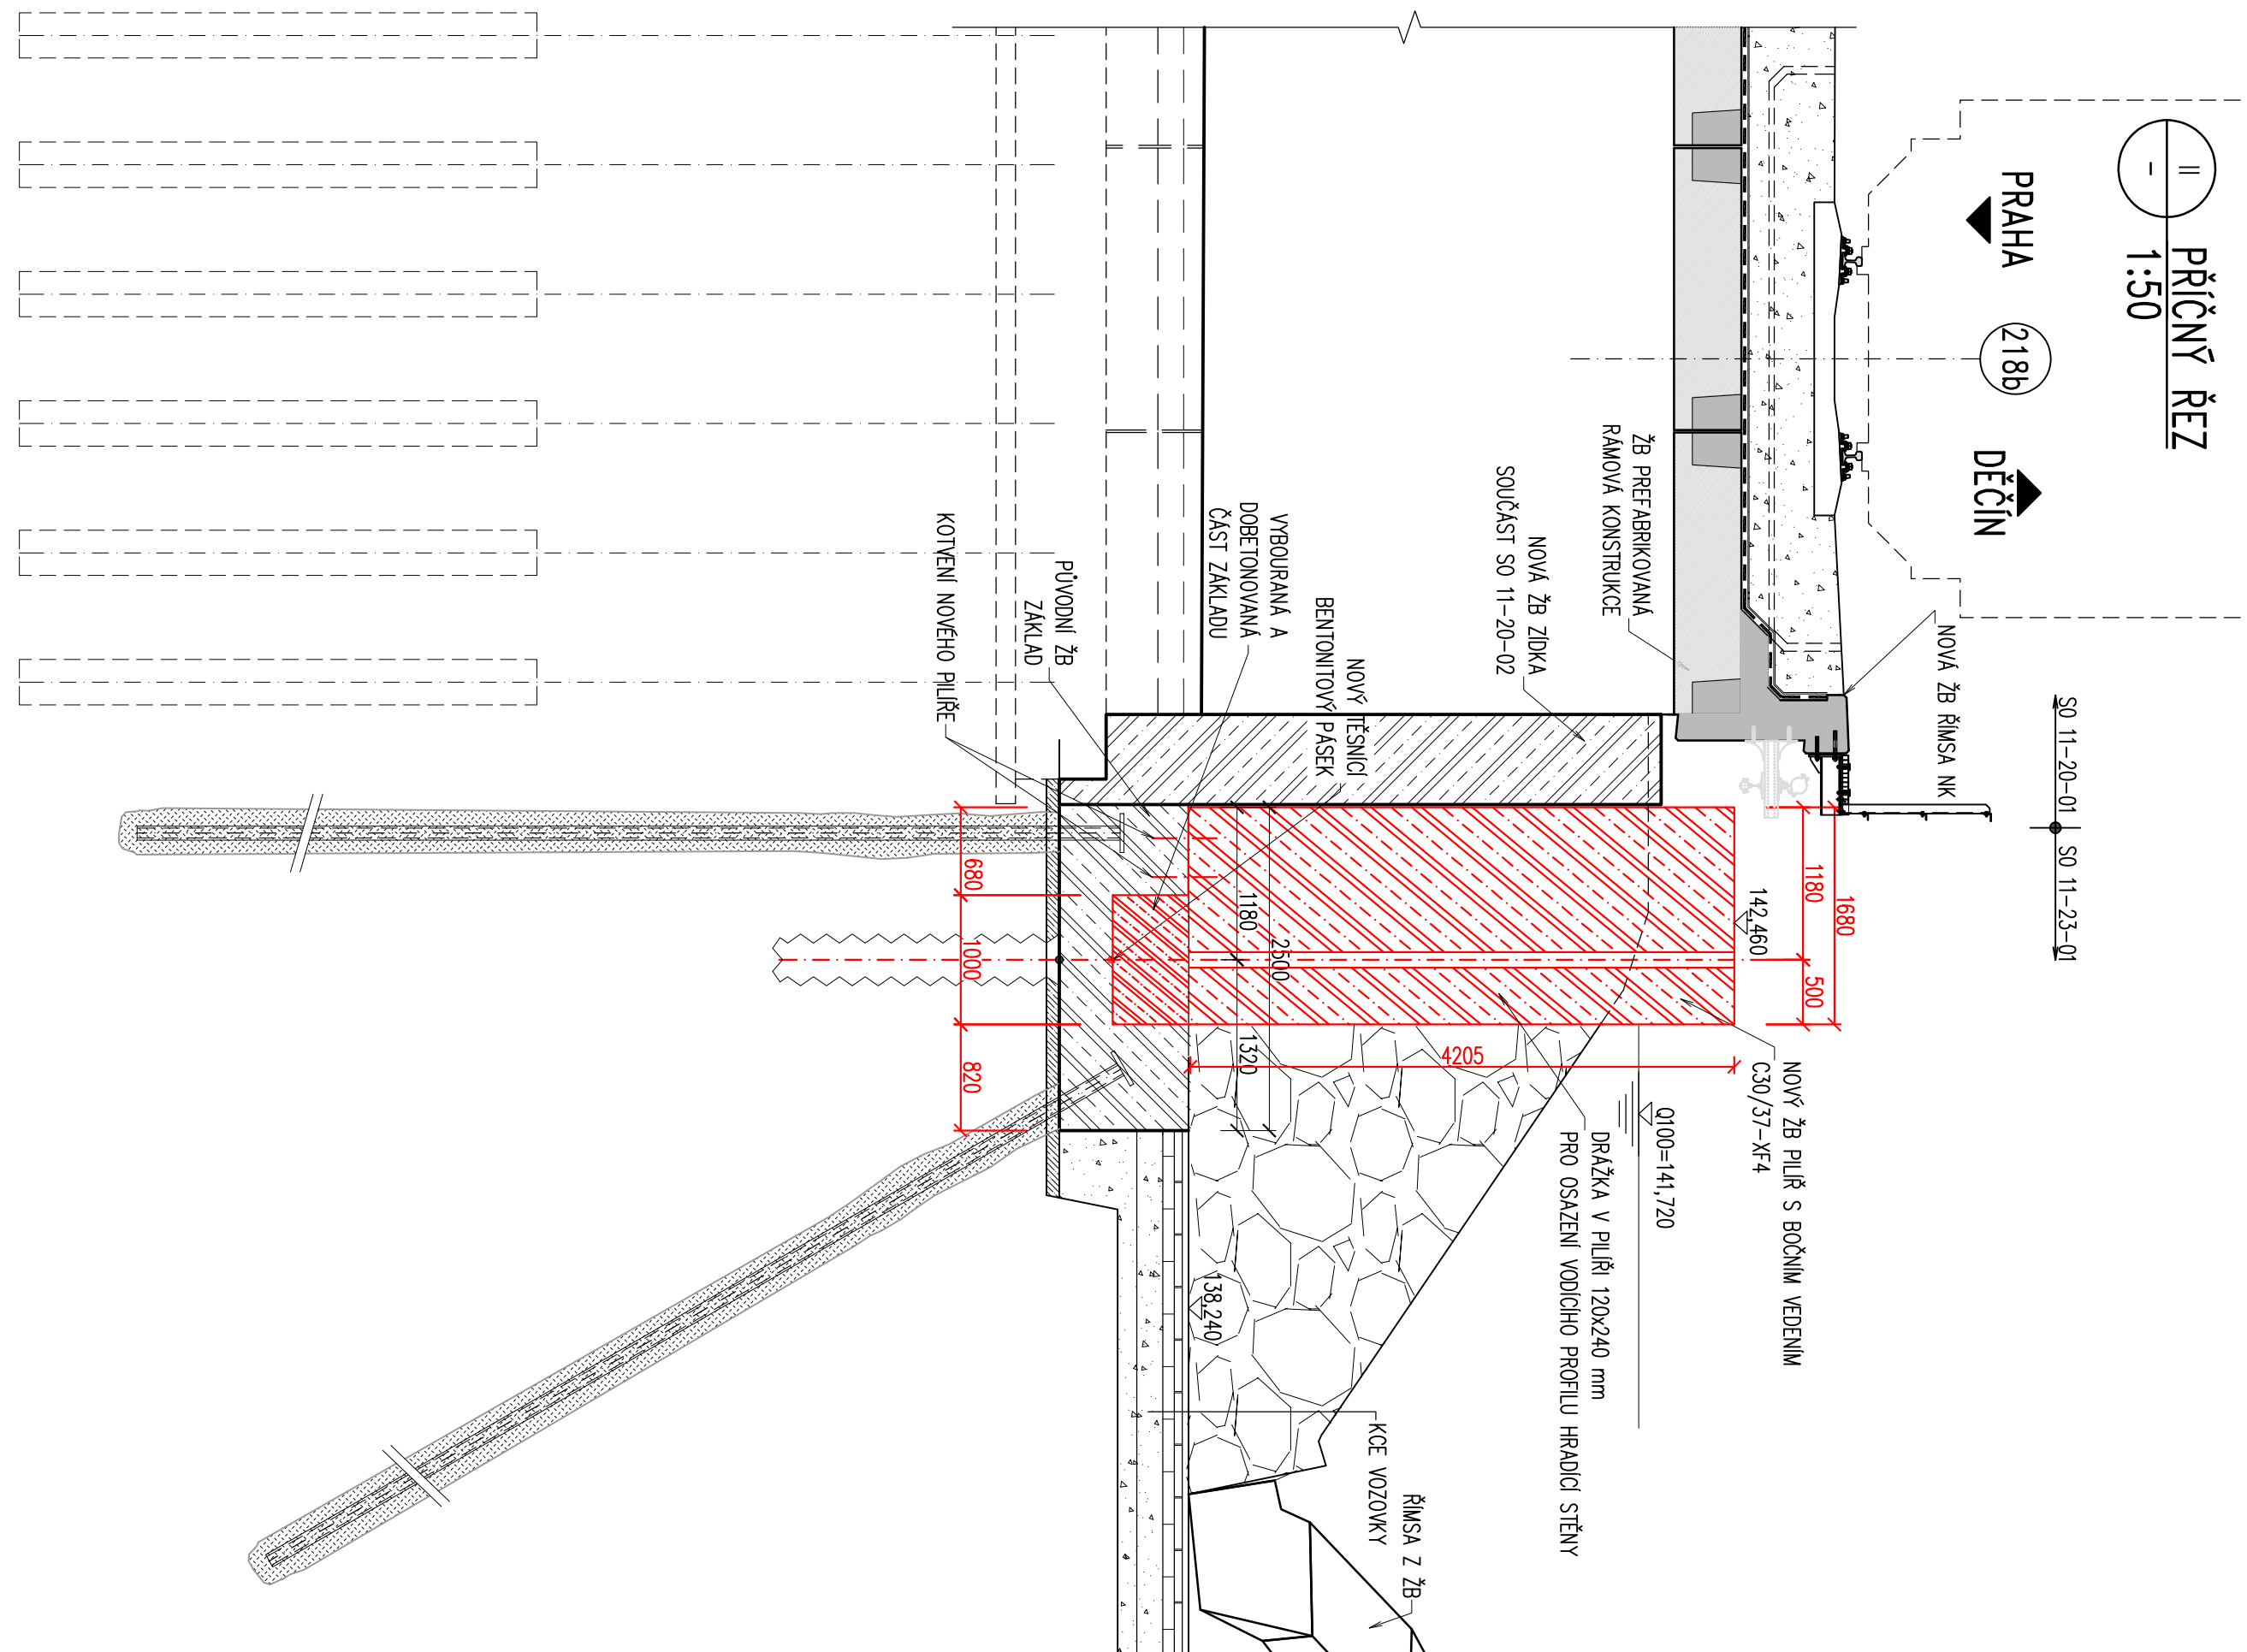 II
-
PŘÍČNÝ ŘEZ
1:50
PRAHA
218b
DĚČÍN
SO 11-20-01
SO 11-23-01
NOVÁ ŽB ŘÍMSA NK
ŽB PREFABRIKOVANÁ
RÁMOVÁ KONSTRUKCE
NOVÁ ŽB ZÍDKA
SOUČÁST SO 11-20-02
NOVÝ TĚSNÍCÍ
BENTONITOVÝ PÁSEK
VYBOURANÁ A
DOBETONOVANÁ
ČÁST ZÁKLADU
PŮVODNÍ ŽB
ZÁKLAD
KOTVENÍ NOVÉHO PILÍŘE
1680
1180
500
142,460
NOVÝ ŽB PILÍŘ S BOČNÍM VEDENÍM
C30/37-XF4
Q100=141,720
DRÁŽKA V PILÍŘI 120x240 mm
PRO OSAZENÍ VODÍCÍHO PROFILU HRADÍCÍ STĚNY
4205
2500
1180
1320
138,240
680
1000
820
KCE VOZOVKY
ŘÍMSA Z ŽB